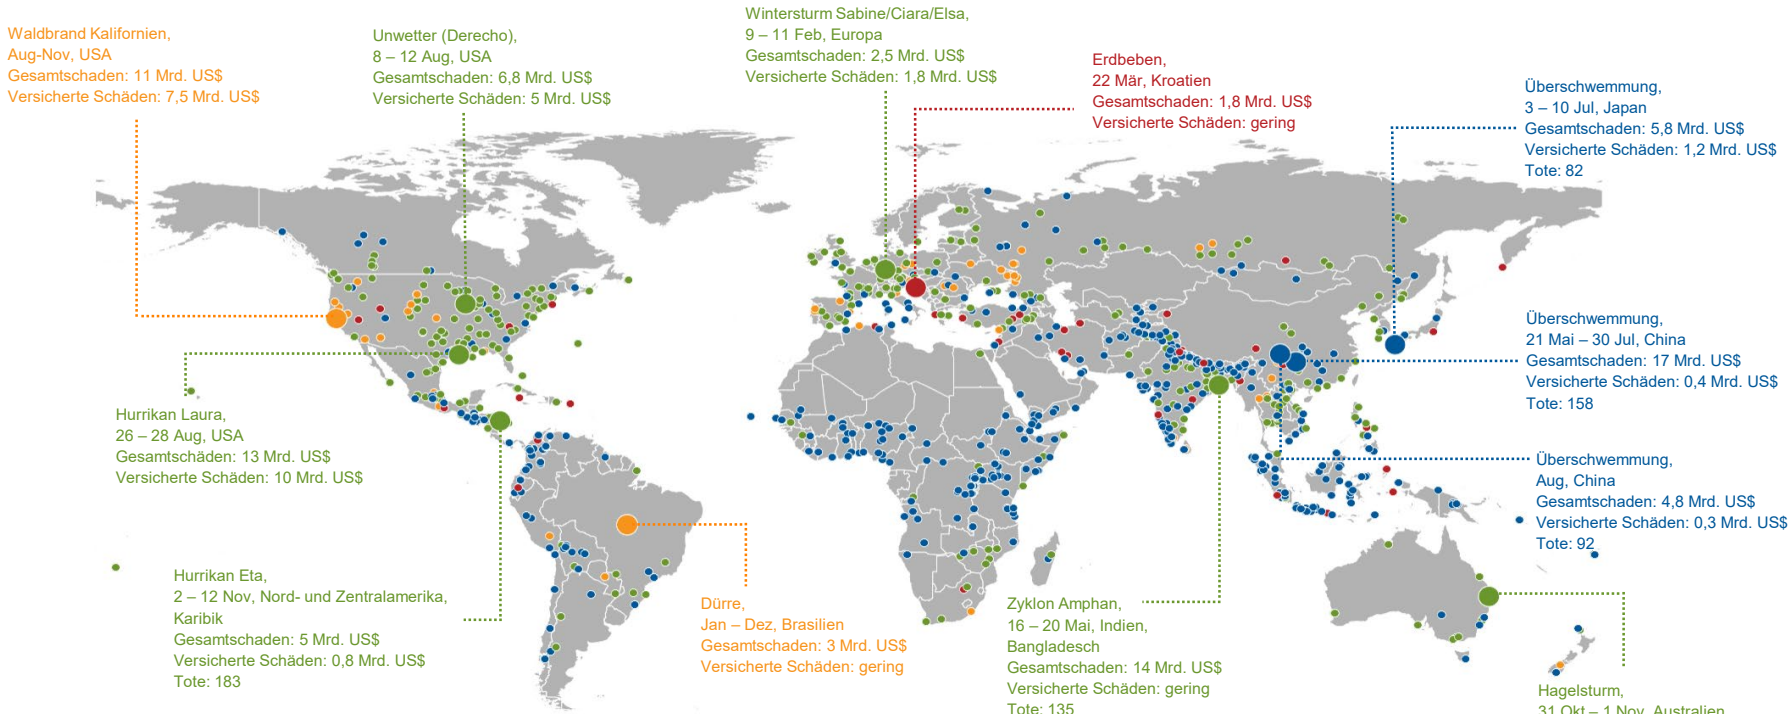 Waldbrand Kalifornien,
Aug-Nov, USA
Gesamtschaden: 11 Mrd. US$
Versicherte Schäden: 7,5 Mrd. US$
Unwetter (Derecho),
8 – 12 Aug, USA
Gesamtschaden: 6,8 Mrd. US$
Versicherte Schäden: 5 Mrd. US$
Wintersturm Sabine/Ciara/Elsa,
9 – 11 Feb, Europa
Gesamtschaden: 2,5 Mrd. US$
Versicherte Schäden: 1,8 Mrd. US$
Erdbeben,
22 Mär, Kroatien
Gesamtschaden: 1,8 Mrd. US$
Versicherte Schäden: gering
Überschwemmung,
3 – 10 Jul, Japan
Gesamtschaden: 5,8 Mrd. US$
Versicherte Schäden: 1,2 Mrd. US$
Tote: 82
Überschwemmung,
21 Mai – 30 Jul, China
Gesamtschaden: 17 Mrd. US$
Versicherte Schäden: 0,4 Mrd. US$
Tote: 158
Hurrikan Laura,
26 – 28 Aug, USA
Gesamtschäden: 13 Mrd. US$
Versicherte Schäden: 10 Mrd. US$
Überschwemmung,
Aug, China
Gesamtschaden: 4,8 Mrd. US$
Versicherte Schäden: 0,3 Mrd. US$
Tote: 92
Hurrikan Eta,
2 – 12 Nov, Nord- und Zentralamerika,
Karibik
Gesamtschaden: 5 Mrd. US$
Versicherte Schäden: 0,8 Mrd. US$
Tote: 183
Dürre,
Jan – Dez, Brasilien
Gesamtschaden: 3 Mrd. US$
Versicherte Schäden: gering
Zyklon Amphan,
16 – 20 Mai, Indien,
Bangladesch
Gesamtschaden: 14 Mrd. US$
Versicherte Schäden: gering
Tote: 135
Hagelsturm,
31 Okt – 1 Nov, Australien